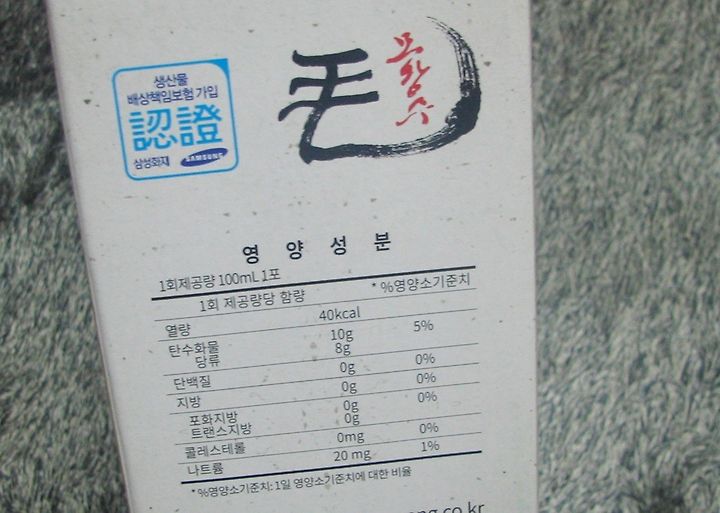 생산물
배상책임보험 가입
認證
삼성화재 SAMSUNG
毛
영양성분
1회제공량 100mL 1포
1회 제공량당 함량 *%영양소기준치
열량 40kcal
탄수화물 10g 5%
당류 8g
단백질 0g 0%
지방 0g 0%
포화지방 0g 0%
트랜스지방 0g
콜레스테롤 0mg 0%
나트륨 20 mg 1%
*%영양소기준치: 1일 영양소기준치에 대한 비율
ng.co.kr